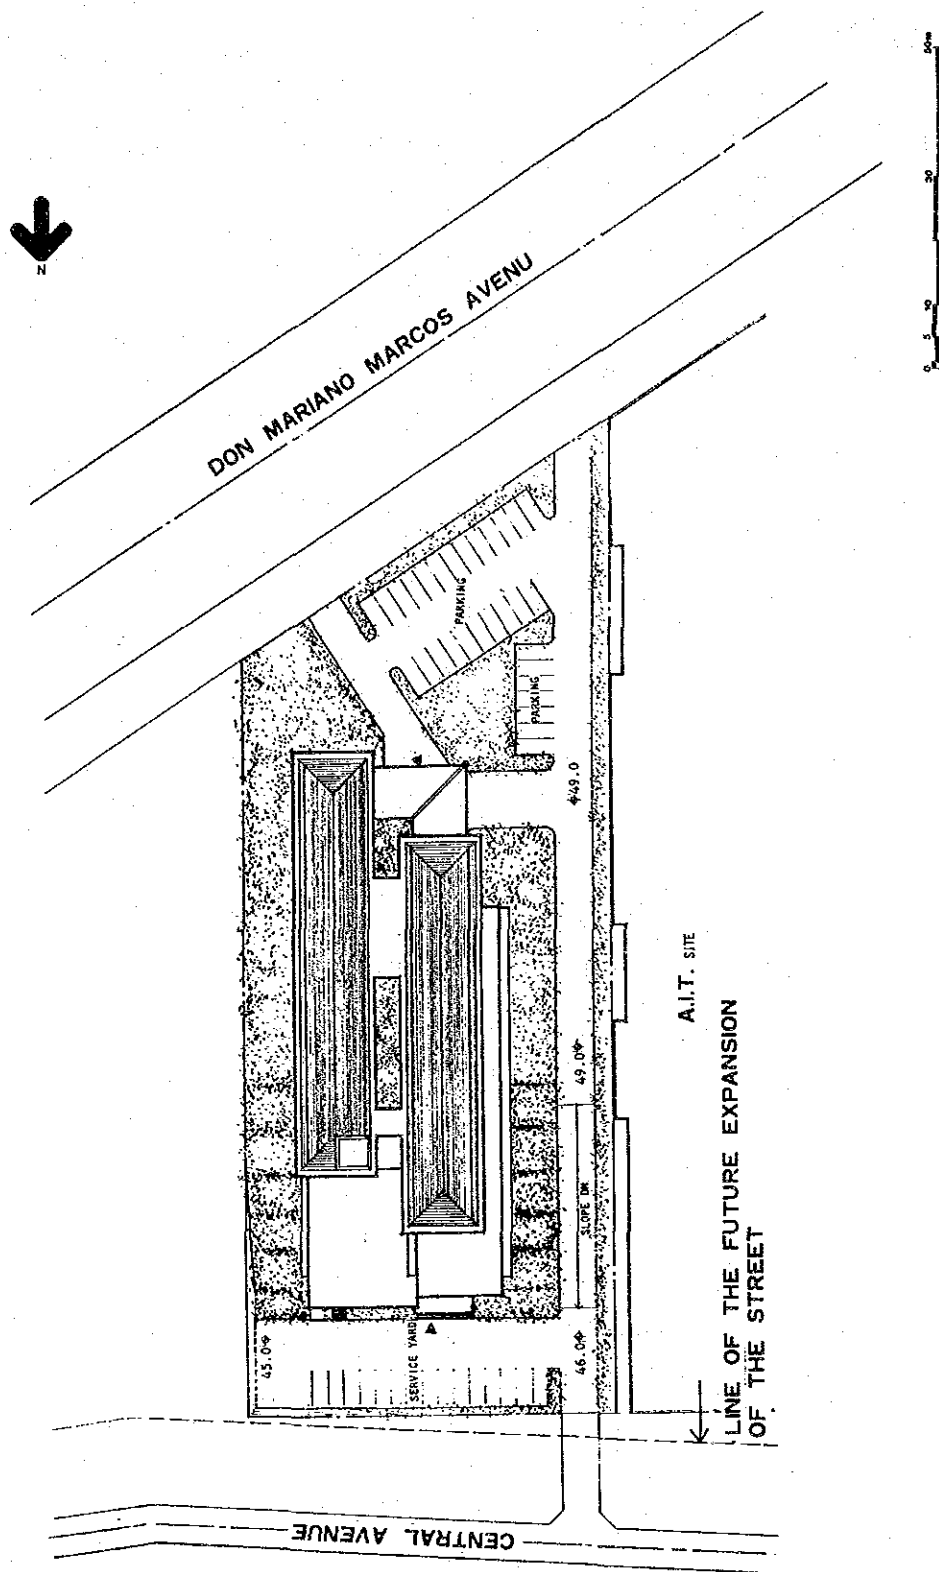 50m
30
10
5
0
N
DON MARIANO MARCOS AVENU
PARKING
PARKING
49.0
A.I.T. SITE
49.0
SLOPE DN
LINE OF THE FUTURE EXPANSION
OF THE STREET
45.0
SERVICE YARD
46.0
CENTRAL AVENUE